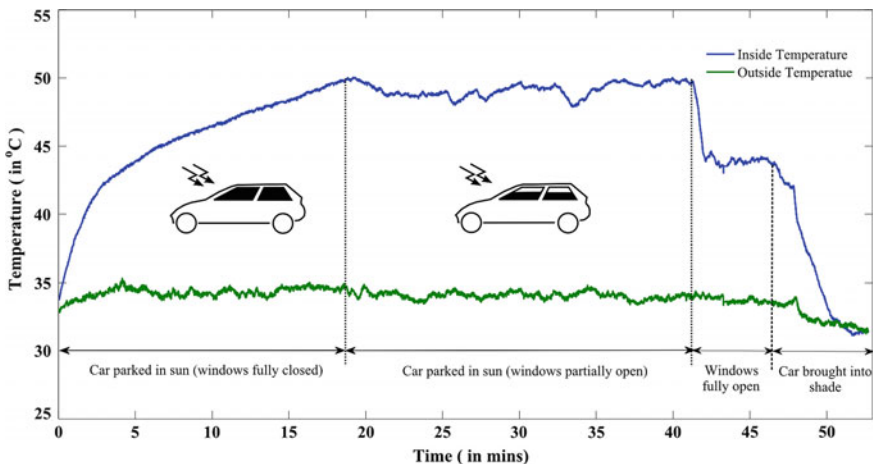 55
50
45
40
35
30
25
Temperature ( in °C )
Inside Temperature
Outside Temperatue
Car parked in sun (windows fully closed)
Car parked in sun (windows partially open)
Windows
fully open
Car brought into
shade
0 5 10 15 20 25 30 35 40 45 50
Time ( in mins)